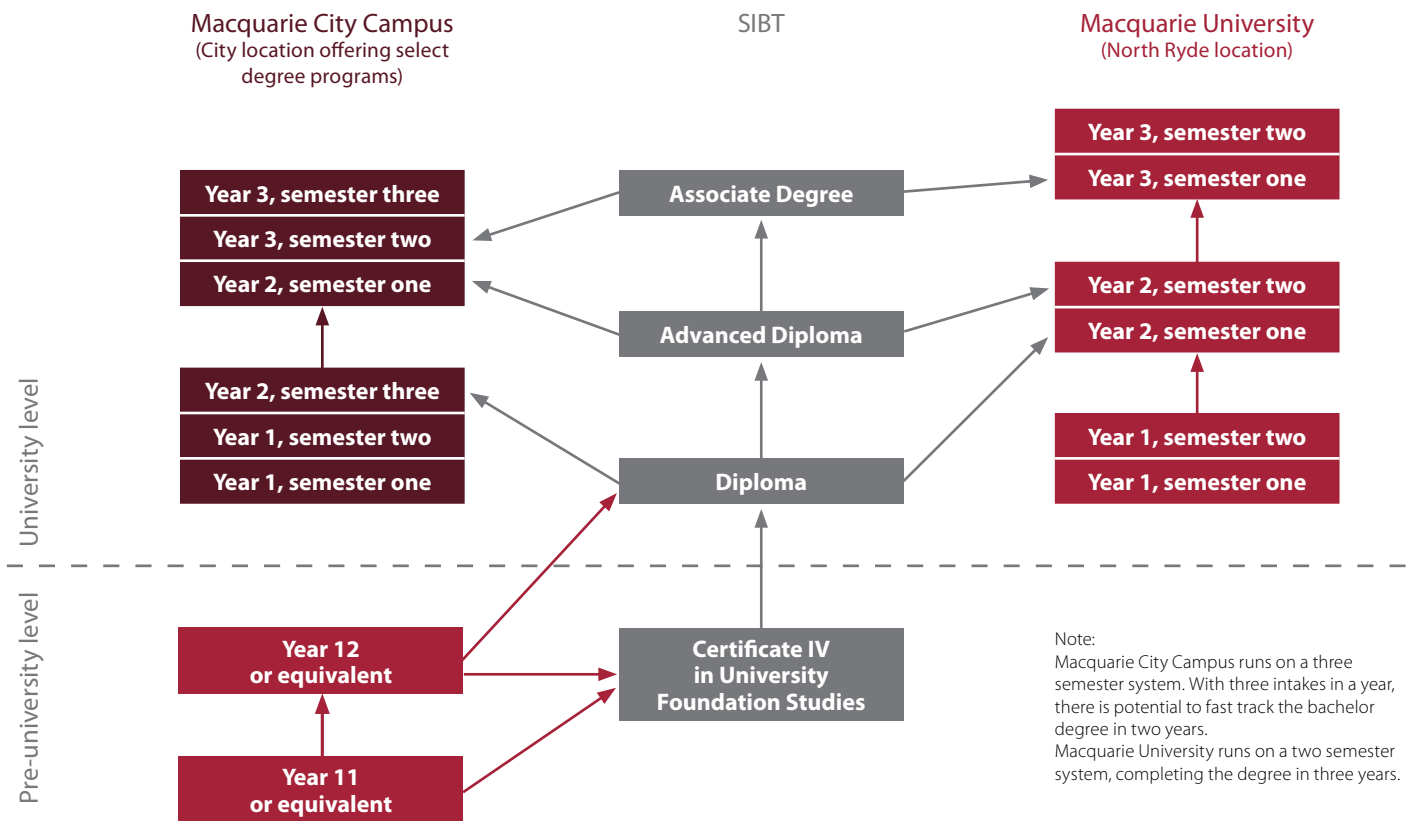 Macquarie City Campus
(City location offering select
degree programs)
SIBT
Macquarie University
(North Ryde location)
Year 3, semester three
Year 3, semester two
Year 2, semester one
Year 2, semester three
Year 1, semester two
Year 1, semester one
Associate Degree
Advanced Diploma
Diploma
Year 3, semester two
Year 3, semester one
Year 2, semester two
Year 2, semester one
Year 1, semester two
Year 1, semester one
University level
Pre-university level
Year 12
or equivalent
Year 11
or equivalent
Certificate IV
in University
Foundation Studies
Note:
Macquarie City Campus runs on a three
semester system. With three intakes in a year,
there is potential to fast track the bachelor
degree in two years.
Macquarie University runs on a two semester
system, completing the degree in three years.